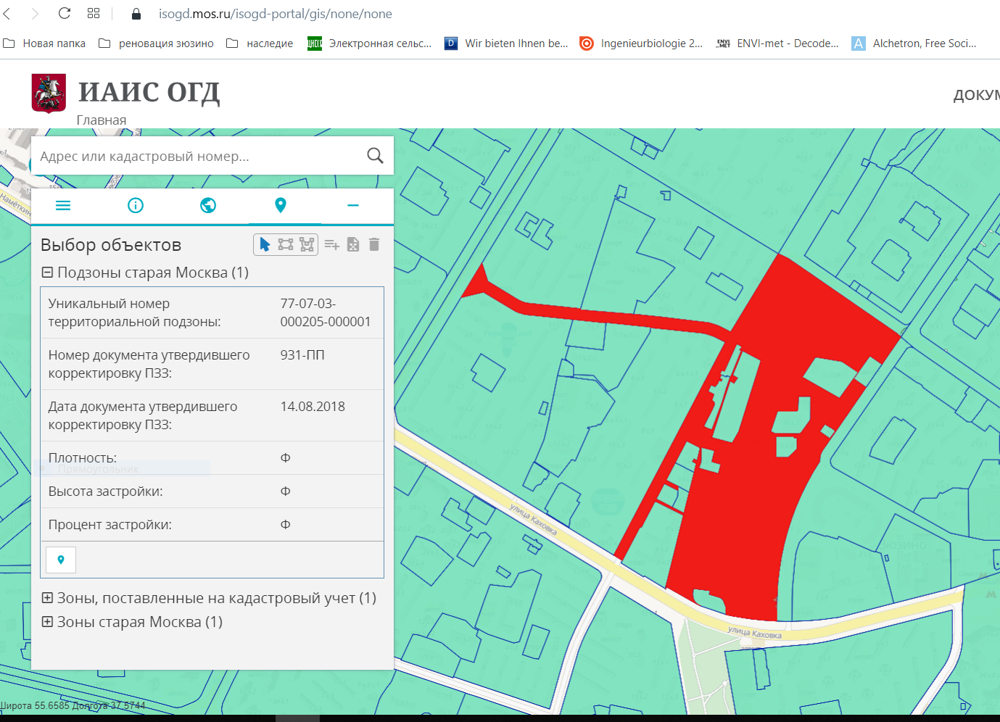 isogd.mos.ru/isogd-portal/gis/none/none
Новая папка реновация зюзино наследие Электронная сельс... Wir bieten Ihnen be... Ingenieurbiologie 2... ENVI-met - Decode... Alchetron, Free Soci...
ИАИС ОГД
Главная
ДОКУМ
Адрес или кадастровый номер...
Выбор объектов
Подзоны старая Москва (1)
Уникальный номер
территориальной подзоны:
77-07-03-
000205-000001
Номер документа утвердившего
корректировку ПЗЗ:
931-ПП
Дата документа утвердившего
корректировку ПЗЗ:
14.08.2018
Плотность:
Ф
Прямоугольник
Высота застройки:
Ф
Процент застройки:
Ф
Зоны, поставленные на кадастровый учет (1)
Зоны старая Москва (1)
Широта 55.6585 Долгота 37.5744
Намёткин
улица Каховка
улица Каховка
Зюзино